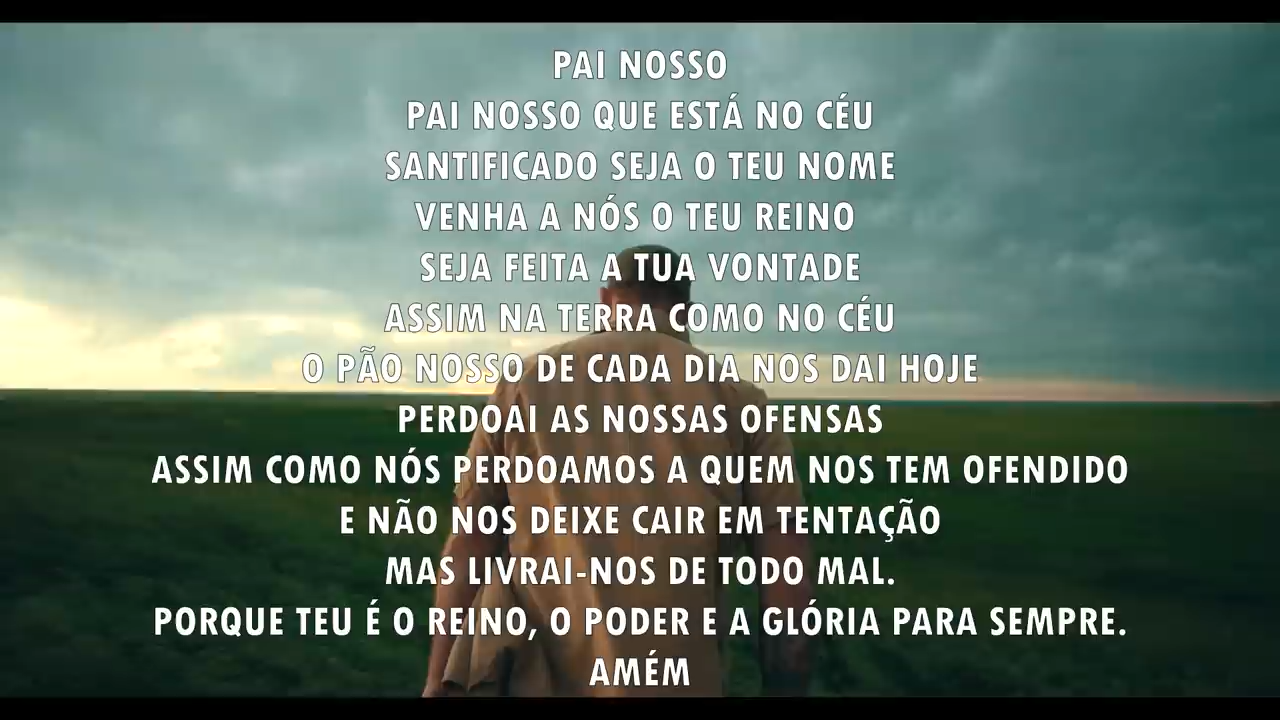 PAI NOSSO
PAI NOSSO QUE ESTÁ NO CÉU
SANTIFICADO SEJA O TEU NOME
VENHA A NÓS O TEU REINO
SEJA FEITA A TUA VONTADE
ASSIM NA TERRA COMO NO CÉU
O PÃO NOSSO DE CADA DIA NOS DAI HOJE
PERDOAI AS NOSSAS OFENSAS
ASSIM COMO NÓS PERDOAMOS A QUEM NOS TEM OFENDIDO
E NÃO NOS DEIXE CAIR EM TENTAÇÃO
MAS LIVRAI-NOS DE TODO MAL.
PORQUE TEU É O REINO, O PODER E A GLÓRIA PARA SEMPRE.
AMÉM